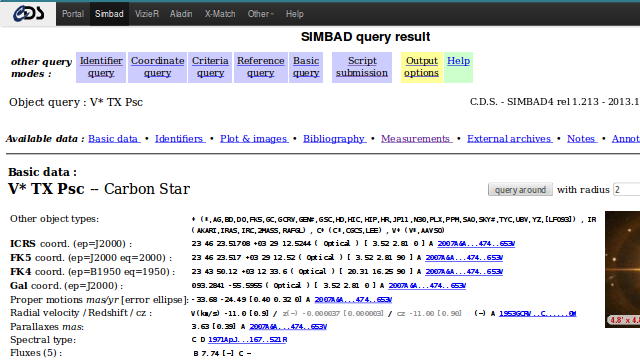 CDS Portal Simbad VizieR Aladin X-Match Other Help
SIMBAD query result
other query modes : Identifier query Coordinate query Criteria query Reference query Basic query Script submission Output options Help
Object query : V* TX Psc C.D.S. - SIMBAD4 rel 1.213 - 2013.1
Available data : Basic data • Identifiers • Plot & images • Bibliography • Measurements • External archives • Notes • Annot
Basic data :
V* TX Psc -- Carbon Star
query around with radius 2
Other object types: * (*,AG,BD,DO,FK5,GC,GCRV,GEN#,GSC,HD,HIC,HIP,HR,JP11,N30,PLX,PPM,SAO,SKY#,TYC,UBV,YZ,[LFO93]) , IR
(AKARI,IRAS,IRC,2MASS,RAFGL) , C* (C*,CGCS,LEE) , V* (V*,AAVSO)
ICRS coord. (ep=J2000) : 23 46 23.51708 +03 29 12.5244 ( Optical ) [ 3.52 2.81 0 ] A 2007A&A...474..653V
FK5 coord. (ep=J2000 eq=2000) : 23 46 23.517 +03 29 12.52 ( Optical ) [ 3.52 2.81 90 ] A 2007A&A...474..653V
FK4 coord. (ep=B1950 eq=1950) : 23 43 50.12 +03 12 33.6 ( Optical ) [ 20.31 16.25 90 ] A 2007A&A...474..653V
Gal coord. (ep=J2000) : 093.2841 -55.5955 ( Optical ) [ 3.52 2.81 0 ] A 2007A&A...474..653V
Proper motions mas/yr [error ellipse]: -33.68 -24.49 [0.40 0.32 0] A 2007A&A...474..653V
Radial velocity / Redshift / cz : V(km/s) -11.0 [0.9] / z(~) -0.000037 [0.000003] / cz -11.00 [0.90] (~) A 1953GCRV..C......0W
Parallaxes mas: 3.63 [0.39] A 2007A&A...474..653V
Spectral type: C D 1971ApJ...167..521R
Fluxes (5) : B 7.74 [~] C ~
4.8' x 4.8